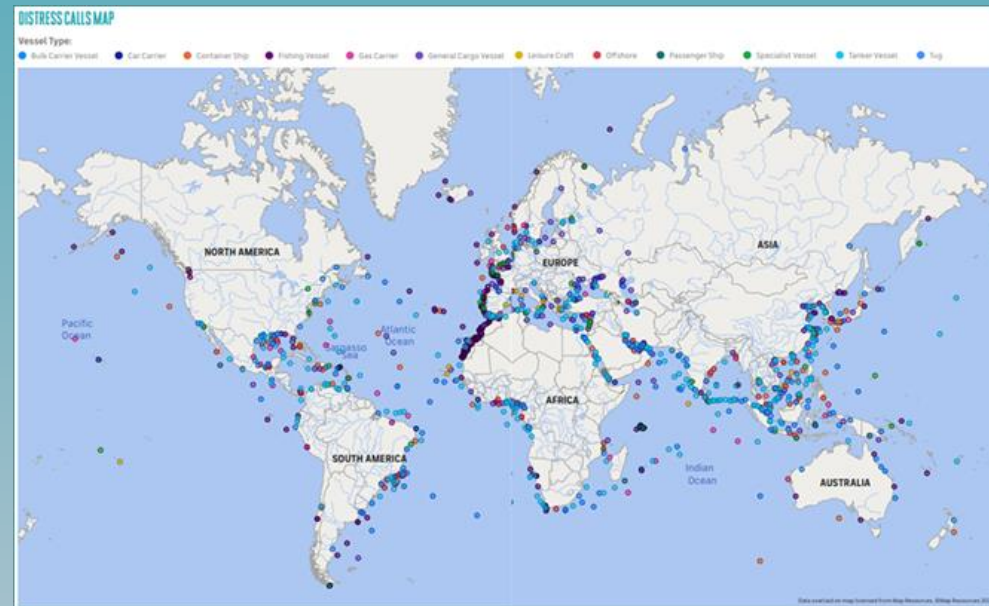 DISTRESS CALLS MAP
Vessel Type:
Bulk Carrier Vessel Car Carrier Container Ship Fishing Vessel Gas Carrier General Cargo Vessel Leisure Craft Offshore Passenger Ship Specialist Vessel Tanker Vessel Tug
NORTH AMERICA
ASIA
EUROPE
Pacific
Ocean
Atlantic
Ocean
Sargasso
Sea
AFRICA
SOUTH AMERICA
Indian
Ocean
AUSTRALIA